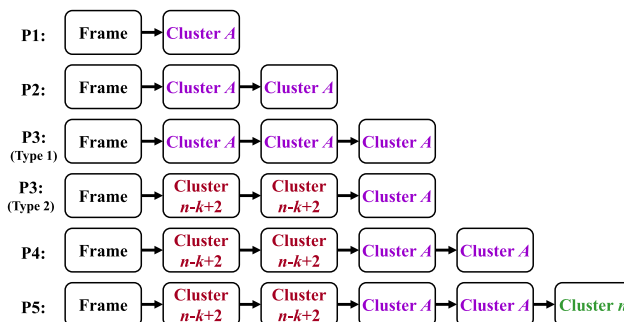 P1: Frame Cluster A
P2: Frame Cluster A Cluster A
P3: (Type 1) Frame Cluster A Cluster A Cluster A
P3: (Type 2) Frame Cluster n-k+2 Cluster n-k+2 Cluster A
P4: Frame Cluster n-k+2 Cluster n-k+2 Cluster A Cluster A
P5: Frame Cluster n-k+2 Cluster n-k+2 Cluster A Cluster A Cluster n